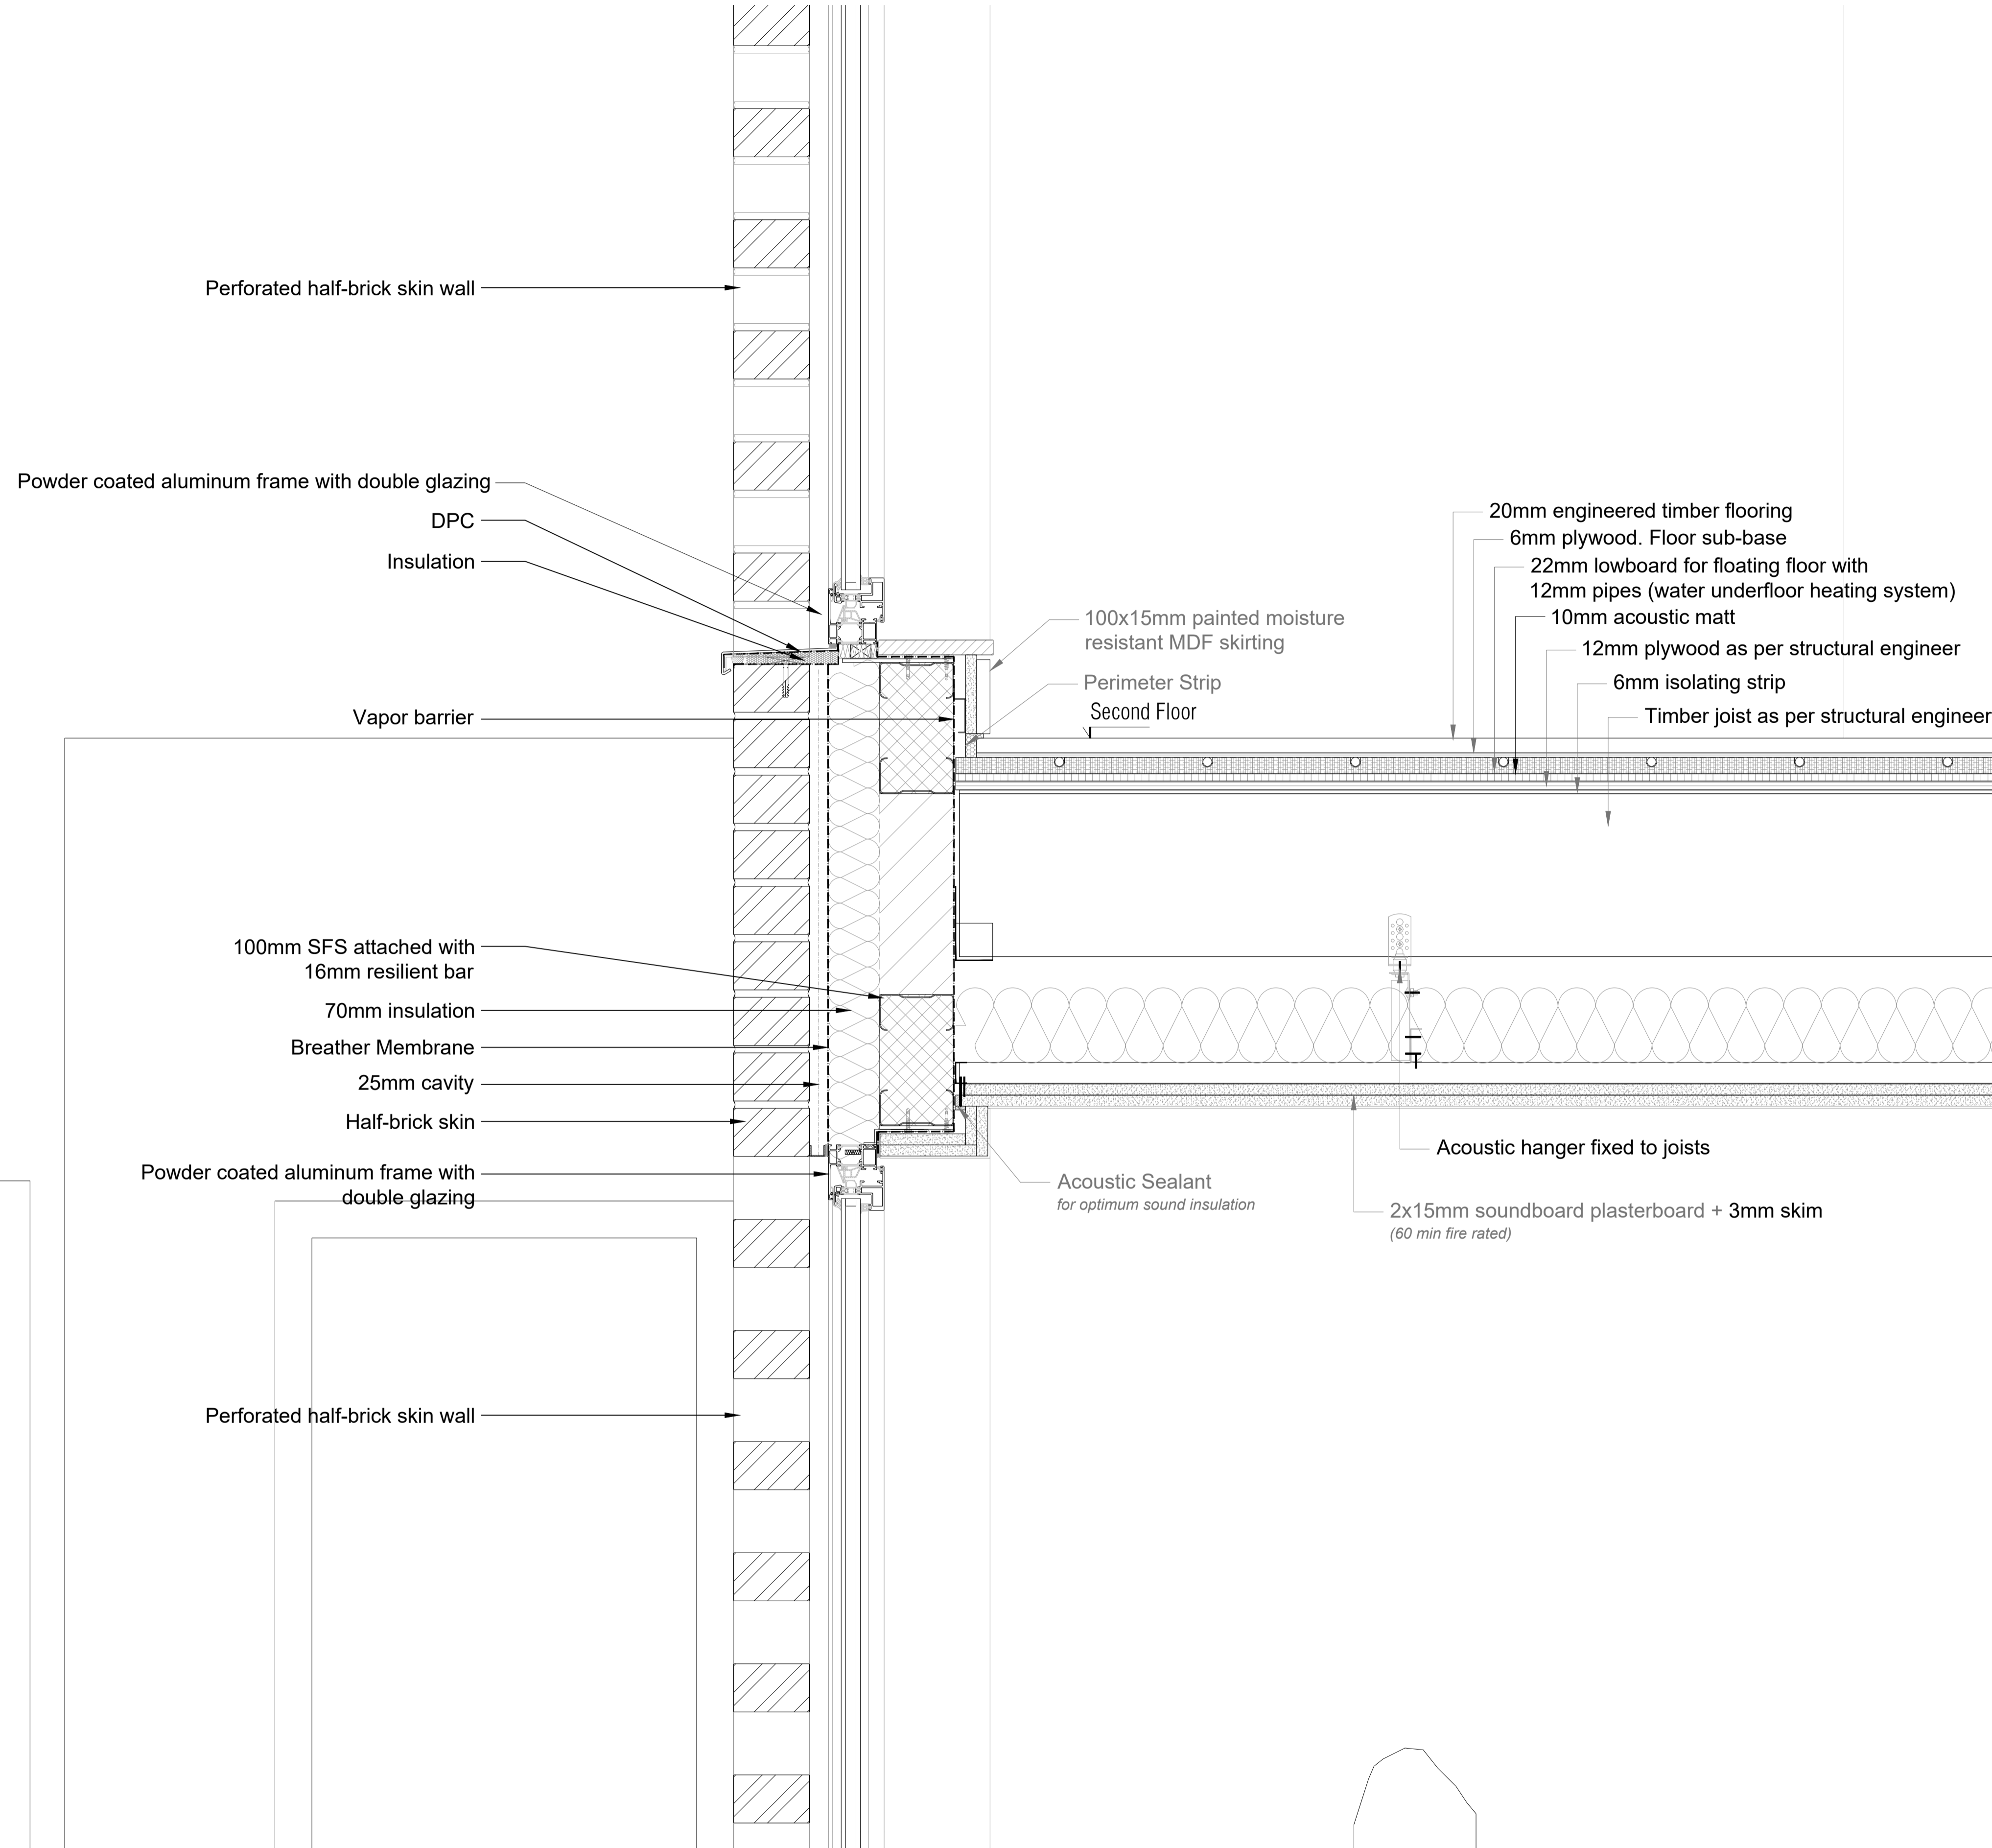 Perforated half-brick skin wall
Powder coated aluminum frame with double glazing
DPC
Insulation
Vapor barrier
100mm SFS attached with
16mm resilient bar
70mm insulation
Breather Membrane
25mm cavity
Half-brick skin
Powder coated aluminum frame with
double glazing
Perforated half-brick skin wall
100x15mm painted moisture
resistant MDF skirting
Perimeter Strip
Second Floor
20mm engineered timber flooring
6mm plywood. Floor sub-base
22mm lowboard for floating floor with
12mm pipes (water underfloor heating system)
10mm acoustic matt
12mm plywood as per structural engineer
6mm isolating strip
Timber joist as per structural engineer
Acoustic hanger fixed to joists
Acoustic Sealant
for optimum sound insulation
2x15mm soundboard plasterboard + 3mm skim
(60 min fire rated)